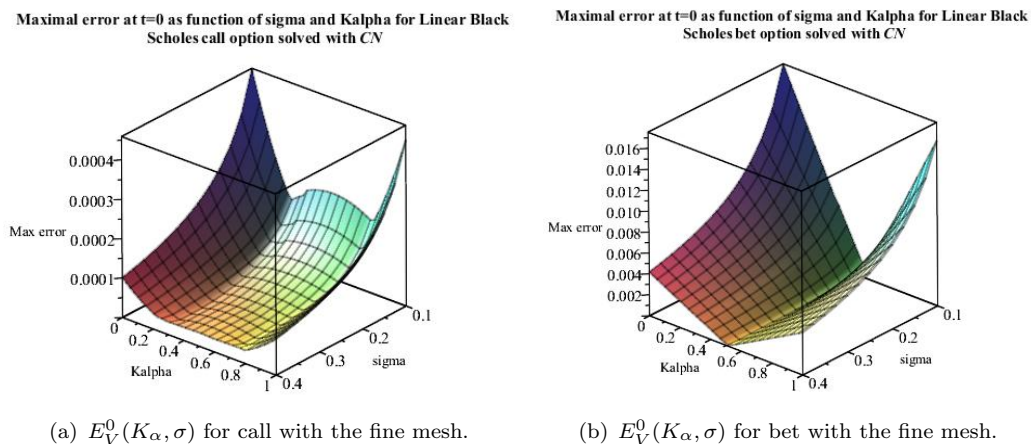 Maximal error at t=0 as function of sigma and Kalpha for Linear Black
Scholes call option solved with CN
0.0004
0.0003
Max error
0.0002
0.0001
0
0.2
0.4
Kalpha
0.6
0.8
1
0.4
0.3
sigma
0.2
0.1
(a) E⁰_V(K_α, σ) for call with the fine mesh.
Maximal error at t=0 as function of sigma and Kalpha for Linear Black
Scholes bet option solved with CN
0.016
0.014
0.012
0.010
Max error
0.008
0.006
0.004
0.002
0
0.2
0.4
Kalpha
0.6
0.8
1
0.4
0.3
sigma
0.2
0.1
(b) E⁰_V(K_α, σ) for bet with the fine mesh.